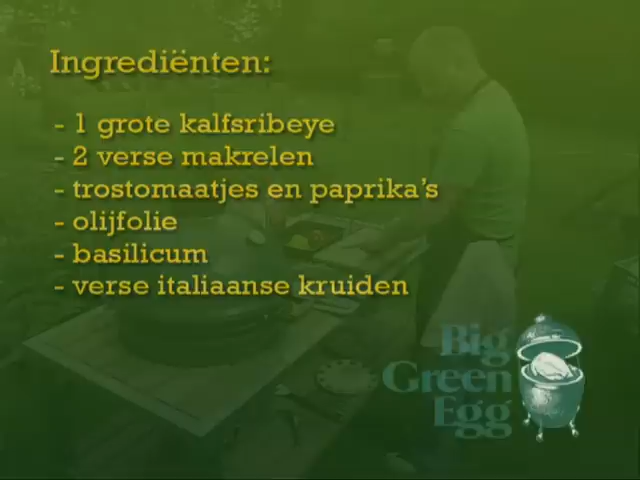 Ingrediënten:
- 1 grote kalfsribeye
- 2 verse makrelen
- trostomaatjes en paprika's
- olijfolie
- basilicum
- verse italiaanse kruiden
Big
Green
Egg